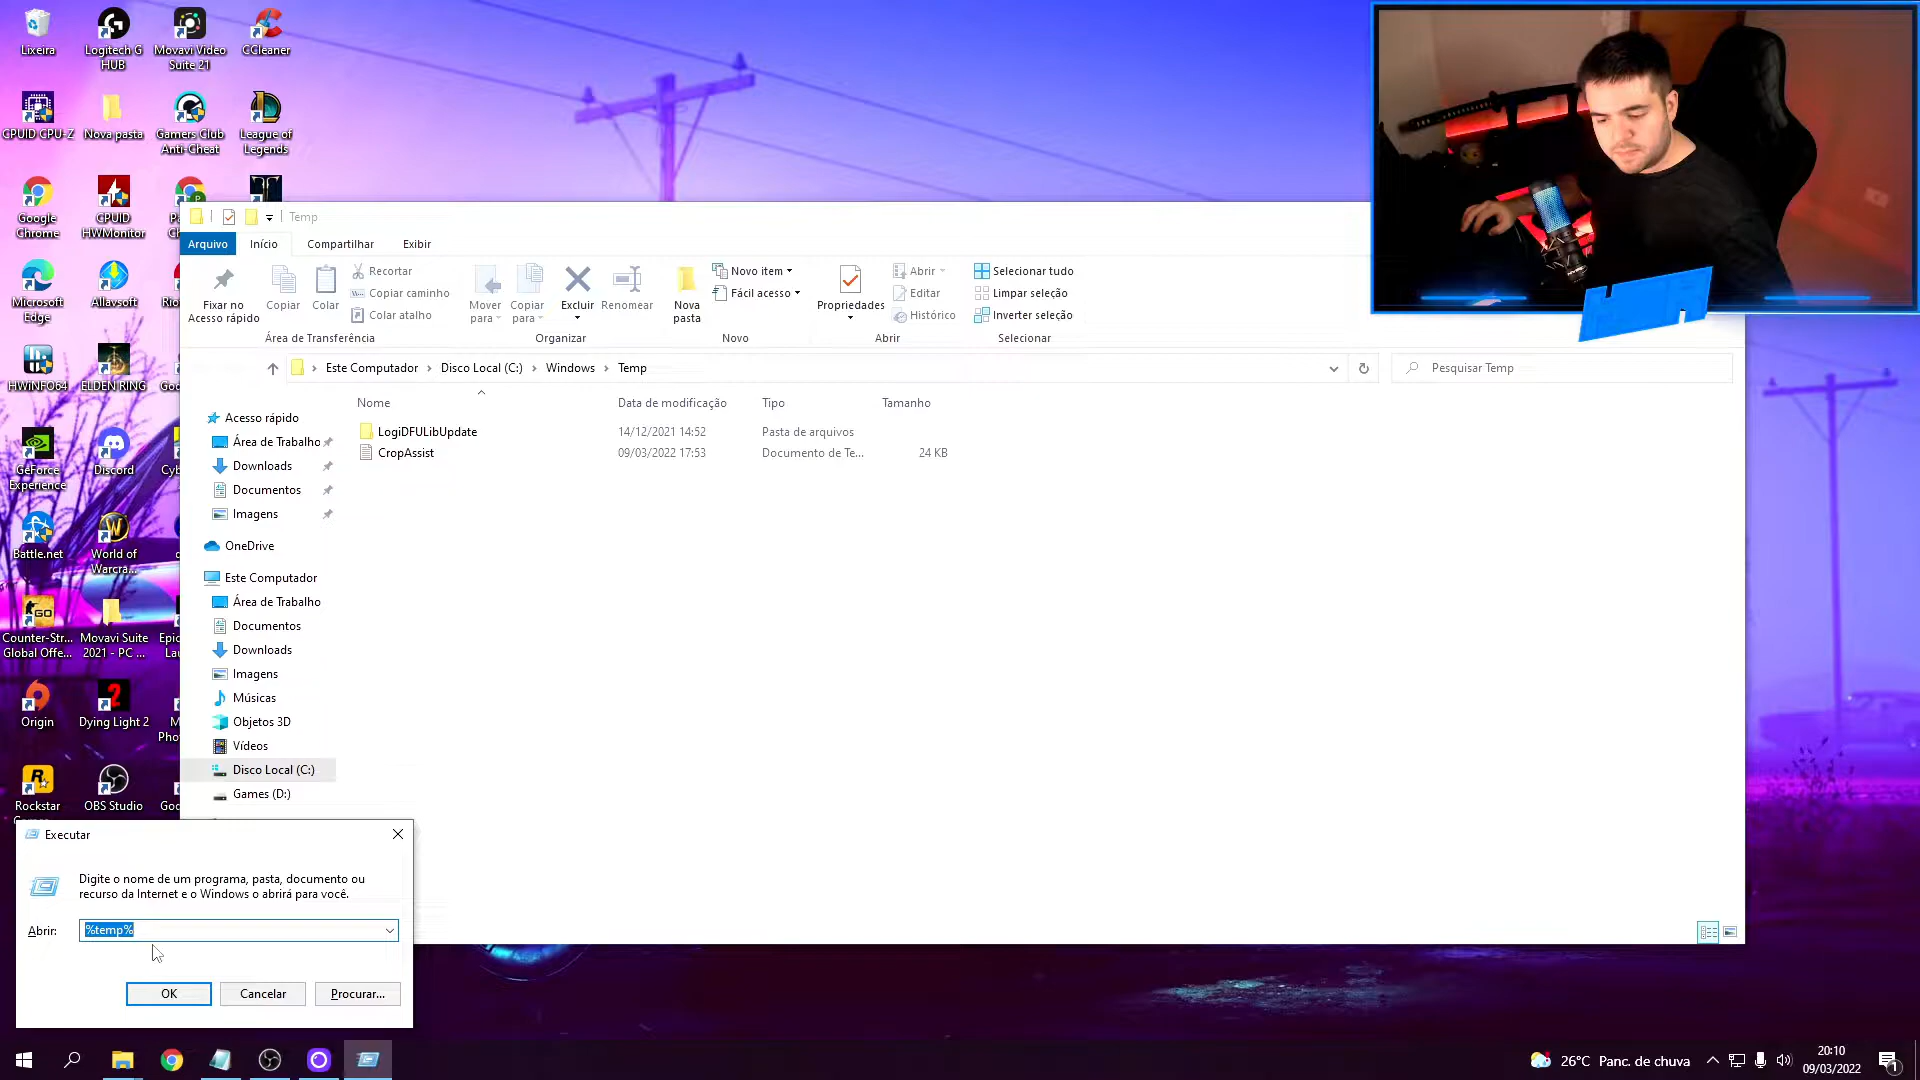 Lixeira
Logitech G
HUB
Movavi Video
Suite 21
CCleaner
CPUID CPU-Z
Nova pasta
Gamers Club
Anti-Cheat
League of
Legends
Google
Chrome
CPUID
HWMonitor
Microsoft
Edge
Allavsoft
HWiNFO64
ELDEN RING
GeForce
Experience
Discord
Battle.net
World of
Warcra...
Counter-Str...
Global Offe...
Movavi Suite
2021 - PC ...
Origin
Dying Light 2
Rockstar
OBS Studio
Temp
Arquivo
Início
Compartilhar
Exibir
Fixar no
Acesso rápido
Copiar
Colar
Recortar
Copiar caminho
Colar atalho
Mover
para
Copiar
para
Excluir
Renomear
Nova
pasta
Novo item
Fácil acesso
Propriedades
Abrir
Editar
Histórico
Selecionar tudo
Limpar seleção
Inverter seleção
Área de Transferência
Organizar
Novo
Abrir
Selecionar
Este Computador
Disco Local (C:)
Windows
Temp
Pesquisar Temp
Nome
Data de modificação
Tipo
Tamanho
LogiDFULibUpdate
14/12/2021 14:52
Pasta de arquivos
CropAssist
09/03/2022 17:53
Documento de Te...
24 KB
Acesso rápido
Área de Trabalho
Downloads
Documentos
Imagens
OneDrive
Este Computador
Área de Trabalho
Documentos
Downloads
Imagens
Músicas
Objetos 3D
Vídeos
Disco Local (C:)
Games (D:)
Executar
Digite o nome de um programa, pasta, documento ou
recurso da Internet e o Windows o abrirá para você.
Abrir:
%temp%
OK
Cancelar
Procurar...
26°C Panc. de chuva
20:10
09/03/2022
1